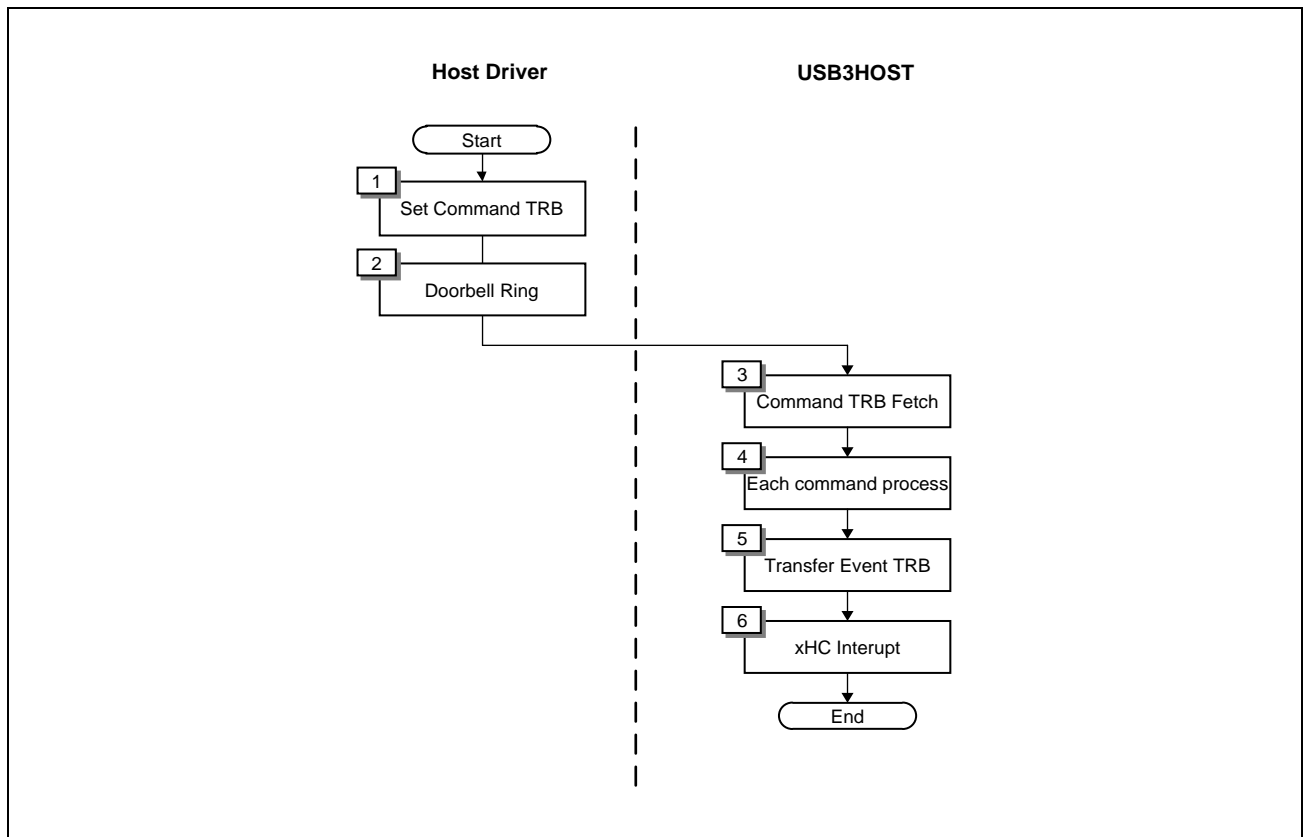 Host Driver
USB3HOST
Start
1
Set Command TRB
2
Doorbell Ring
3
Command TRB Fetch
4
Each command process
5
Transfer Event TRB
6
xHC Interupt
End